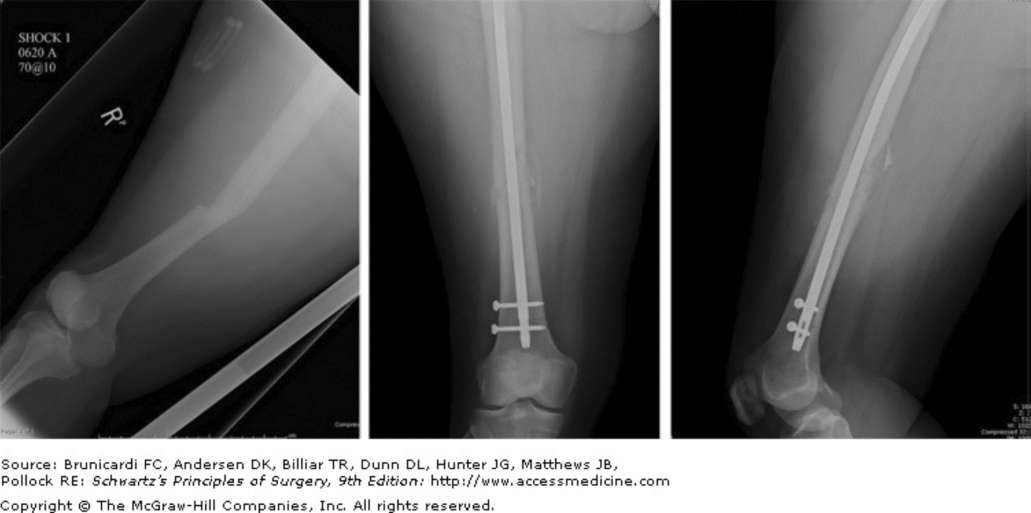 SHOCK 1
0620 A
70@10
R
Source: Brunicardi FC, Andersen DK, Billiar TR, Dunn DL, Hunter JG, Matthews JB,
Pollock RE: Schwartz's Principles of Surgery, 9th Edition: http://www.accessmedicine.com
Copyright © The McGraw-Hill Companies, Inc. All rights reserved.